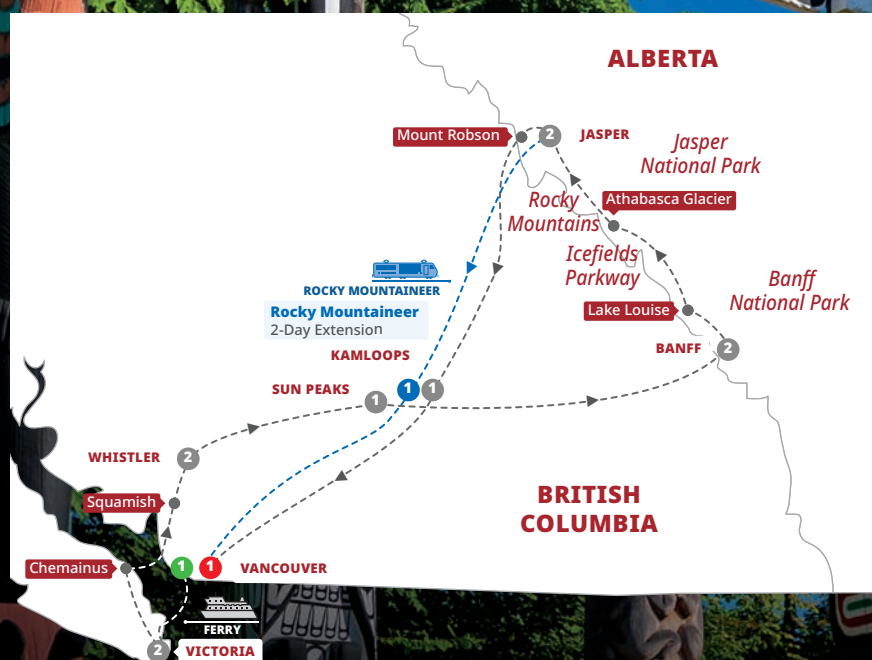 ALBERTA
Mount Robson
2
JASPER
Jasper
National Park
Rocky
Mountains
Athabasca Glacier
Icefields
Parkway
Banff
National Park
ROCKY MOUNTAINEER
Rocky Mountaineer
2-Day Extension
Lake Louise
BANFF
2
KAMLOOPS
SUN PEAKS
1
1
1
WHISTLER
2
Squamish
BRITISH
COLUMBIA
Chemainus
1
1
VANCOUVER
FERRY
2
VICTORIA